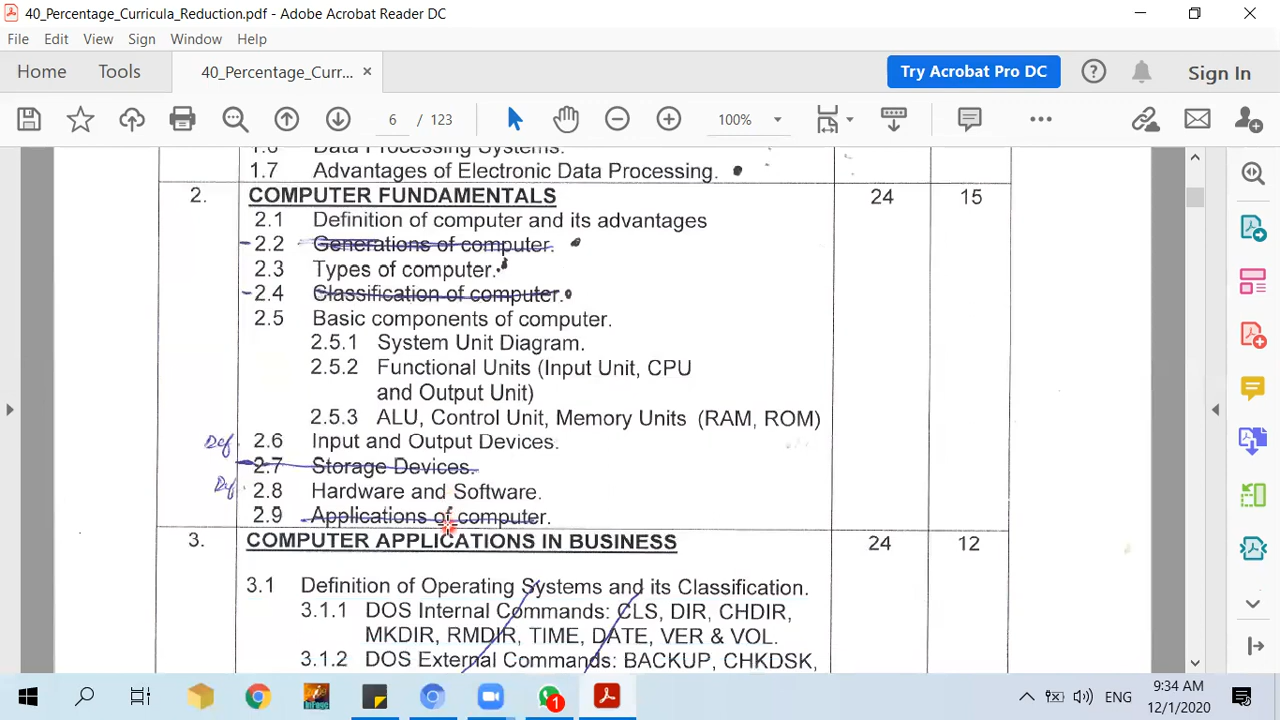 40_Percentage_Curricula_Reduction.pdf - Adobe Acrobat Reader DC
File Edit View Sign Window Help
Home Tools 40_Percentage_Curr... × Try Acrobat Pro DC Sign In
6 / 123 100%
1.6 Data Processing Systems.
1.7 Advantages of Electronic Data Processing.
2. COMPUTER FUNDAMENTALS 24 15
2.1 Definition of computer and its advantages
2.2 Generations of computer.
2.3 Types of computer.
2.4 Classification of computer.
2.5 Basic components of computer.
2.5.1 System Unit Diagram.
2.5.2 Functional Units (Input Unit, CPU
and Output Unit)
2.5.3 ALU, Control Unit, Memory Units (RAM, ROM)
Def 2.6 Input and Output Devices.
2.7 Storage Devices.
2.8 Hardware and Software.
2.9 Applications of computer.
3. COMPUTER APPLICATIONS IN BUSINESS 24 12
3.1 Definition of Operating Systems and its Classification.
3.1.1 DOS Internal Commands: CLS, DIR, CHDIR,
MKDIR, RMDIR, TIME, DATE, VER & VOL.
3.1.2 DOS External Commands: BACKUP, CHKDSK,
InPage 1 ENG 9:34 AM
12/1/2020